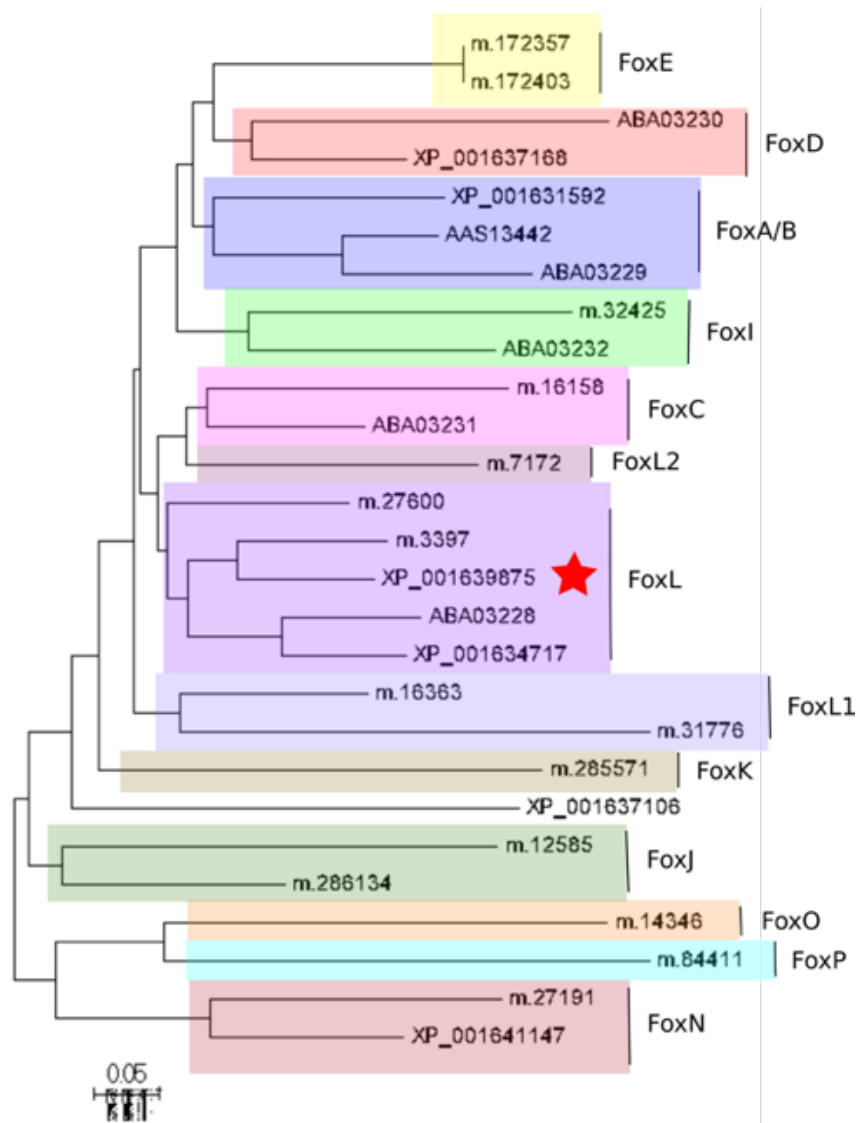 m.172357
FoxE
m.172403
ABA03230
FoxD
XP_001637168
XP_001631592
AAS13442
FoxA/B
ABA03229
m.32425
FoxI
ABA03232
m.16158
FoxC
ABA03231
m.7172
FoxL2
m.27600
m.3397
XP_001639875
FoxL
ABA03228
XP_001634717
m.16363
FoxL1
m.31776
m.285571
FoxK
XP_001637106
m.12585
FoxJ
m.286134
m.14346
FoxO
m.84411
FoxP
m.27191
FoxN
XP_001641147
0.05